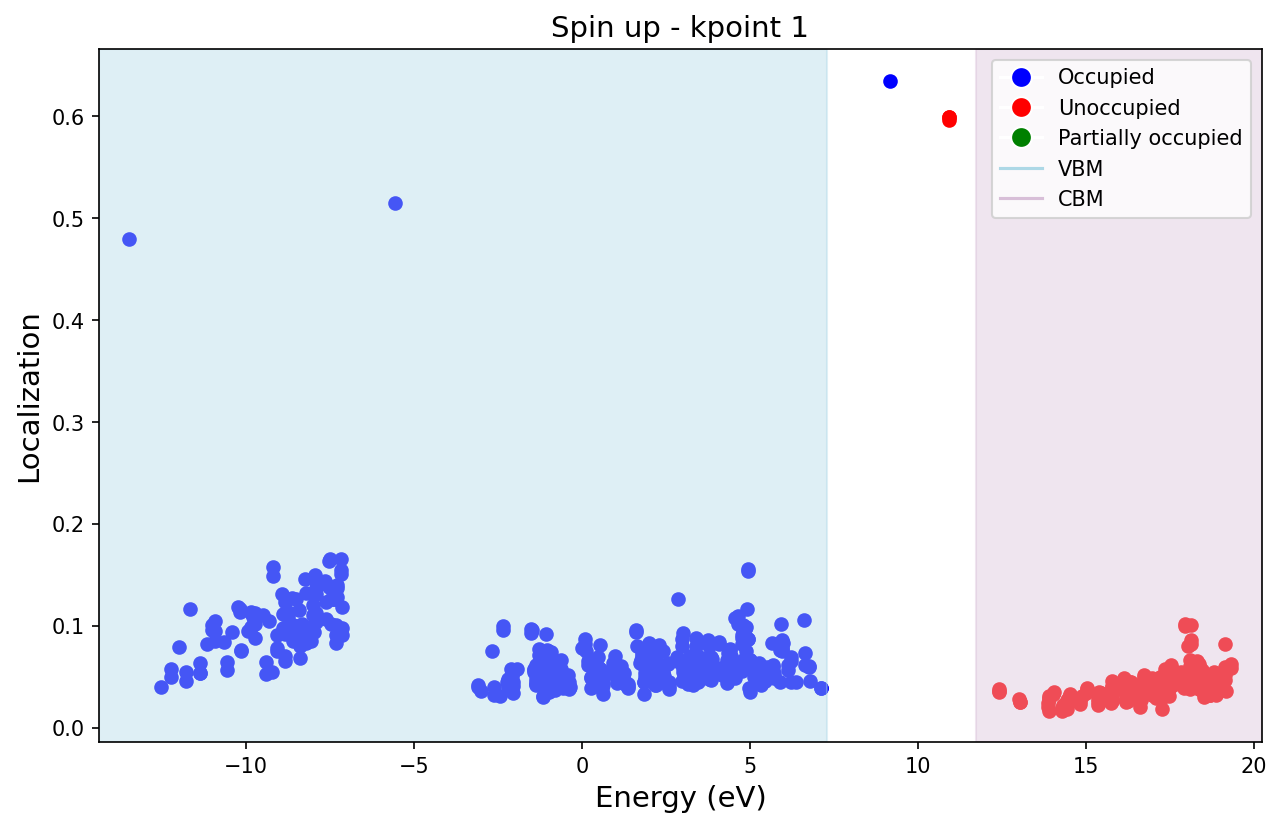 Spin up - kpoint 1
Localization
0.6
0.5
0.4
0.3
0.2
0.1
0.0
Occupied
Unoccupied
Partially occupied
VBM
CBM
−10
−5
0
5
10
15
20
Energy (eV)